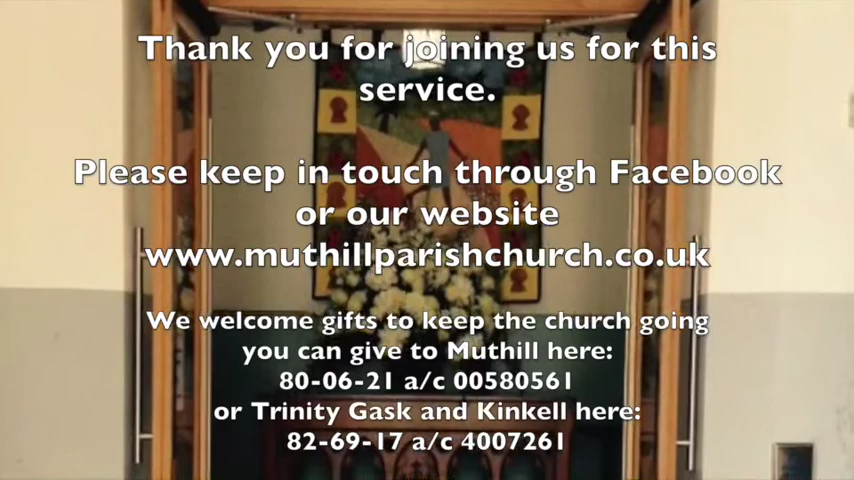 Thank you for joining us for this
service.
Please keep in touch through Facebook
or our website
www.muthillparishchurch.co.uk
We welcome gifts to keep the church going
you can give to Muthill here:
80-06-21 a/c 00580561
or Trinity Gask and Kinkell here:
82-69-17 a/c 4007261